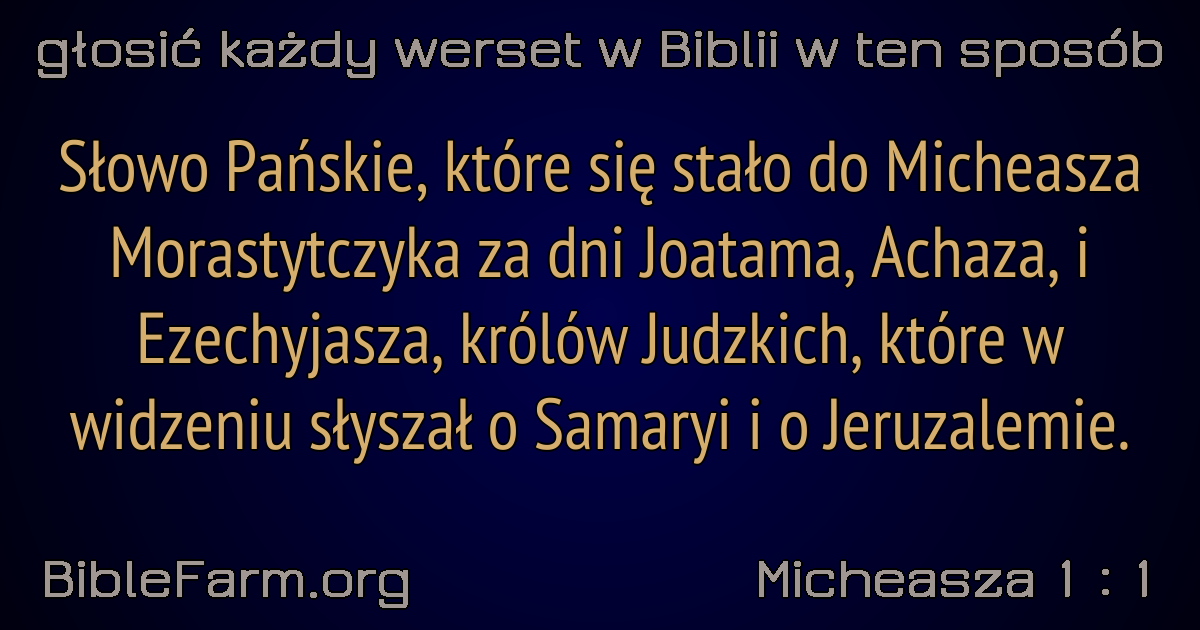 głosić każdy werset w Biblii w ten sposób
Słowo Pańskie, które się stało do Micheasza
Morastytczyka za dni Joatama, Achaza, i
Ezechyjasza, królów Judzkich, które w
widzeniu słyszał o Samaryi i o Jeruzalemie.
BibleFarm.org
Micheasza 1 : 1